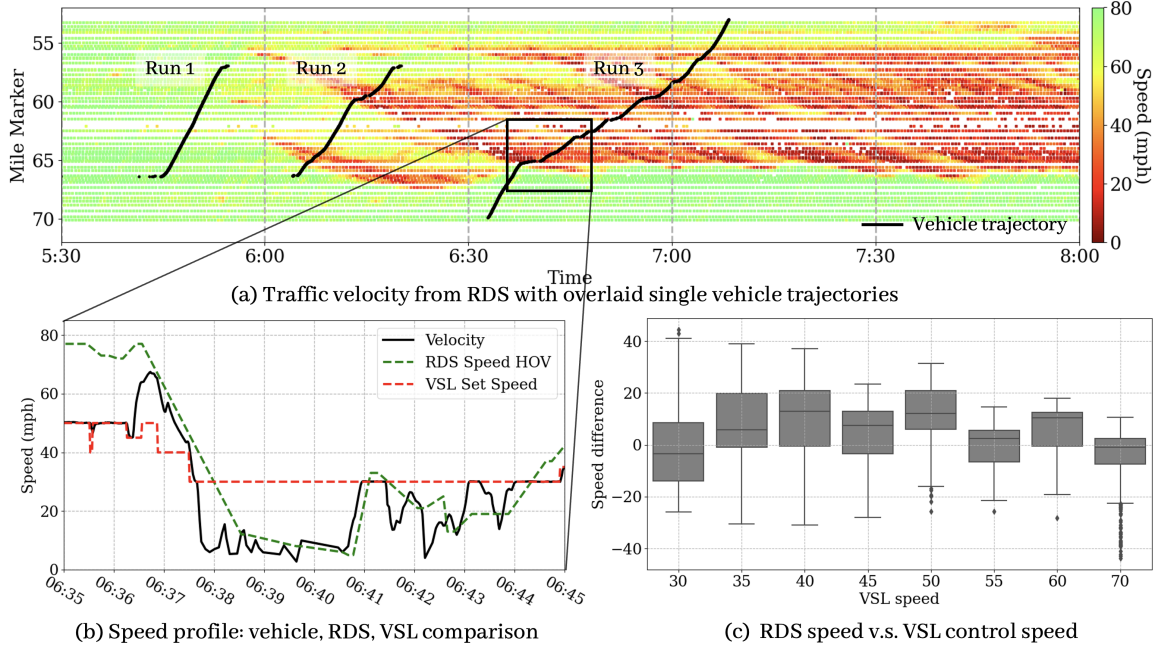 55
60
65
70
Mile Marker
Run 1
Run 2
Run 3
Vehicle trajectory
5:30
6:00
6:30
7:00
7:30
8:00
Time
80
60
40
20
0
Speed (mph)
(a) Traffic velocity from RDS with overlaid single vehicle trajectories
80
60
40
20
0
Speed (mph)
Velocity
RDS Speed HOV
VSL Set Speed
06:35
06:36
06:37
06:38
06:39
06:40
06:41
06:42
06:43
06:44
06:45
(b) Speed profile: vehicle, RDS, VSL comparison
40
20
0
−20
−40
Speed difference
30
35
40
45
50
55
60
70
VSL speed
(c) RDS speed v.s. VSL control speed